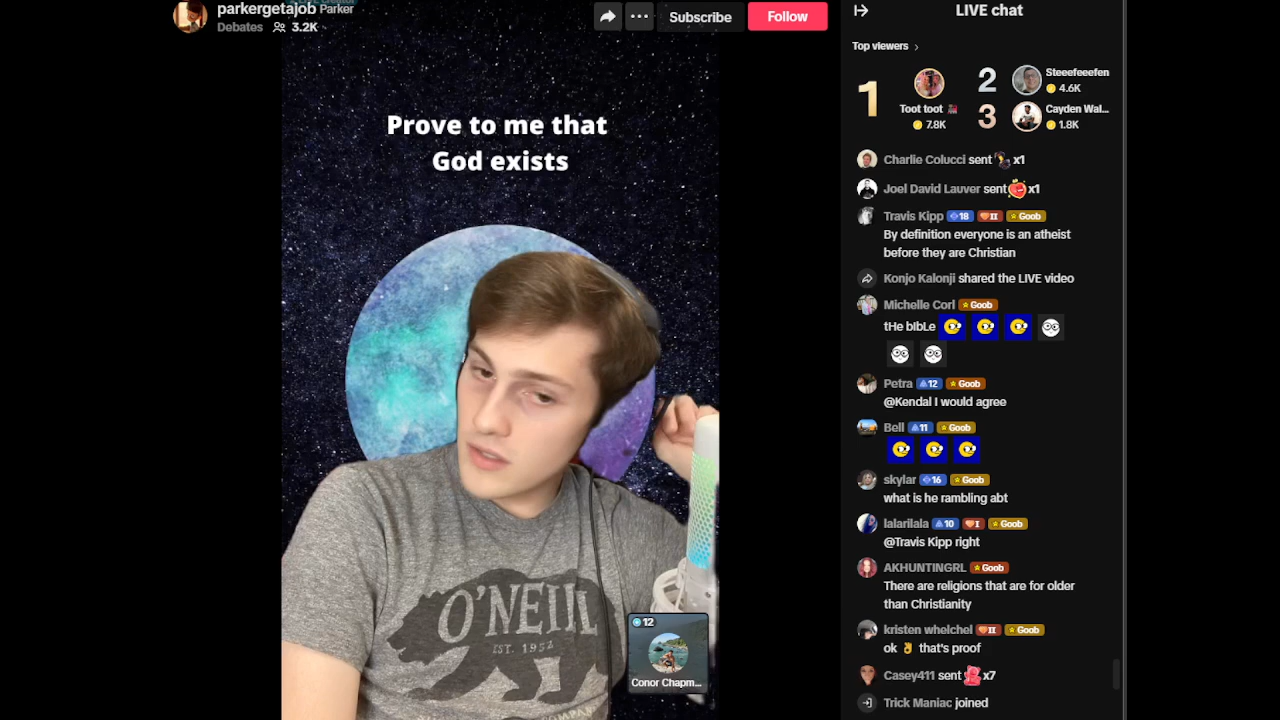 parkergetajob Parker
Debates 3.2K
Subscribe
Follow
LIVE chat
Top viewers
1
Toot toot
7.8K
2
Steeefeeefen
4.6K
3
Cayden Wal...
1.8K
Prove to me that
God exists
O'NEILL
EST. 1952
12
Conor Chapm...
Charlie Colucci sent x1
Joel David Lauver sent x1
Travis Kipp 18 II Goob
By definition everyone is an atheist
before they are Christian
Konjo Kalonji shared the LIVE video
Michelle Corl Goob
tHe bIbLe
Petra 12 Goob
@Kendal I would agree
Bell 11 Goob
skylar 16 Goob
what is he rambling abt
lalarilala 10 I Goob
@Travis Kipp right
AKHUNTINGRL Goob
There are religions that are for older
than Christianity
kristen whelchel II Goob
ok 👌 that's proof
Casey411 sent x7
Trick Maniac joined